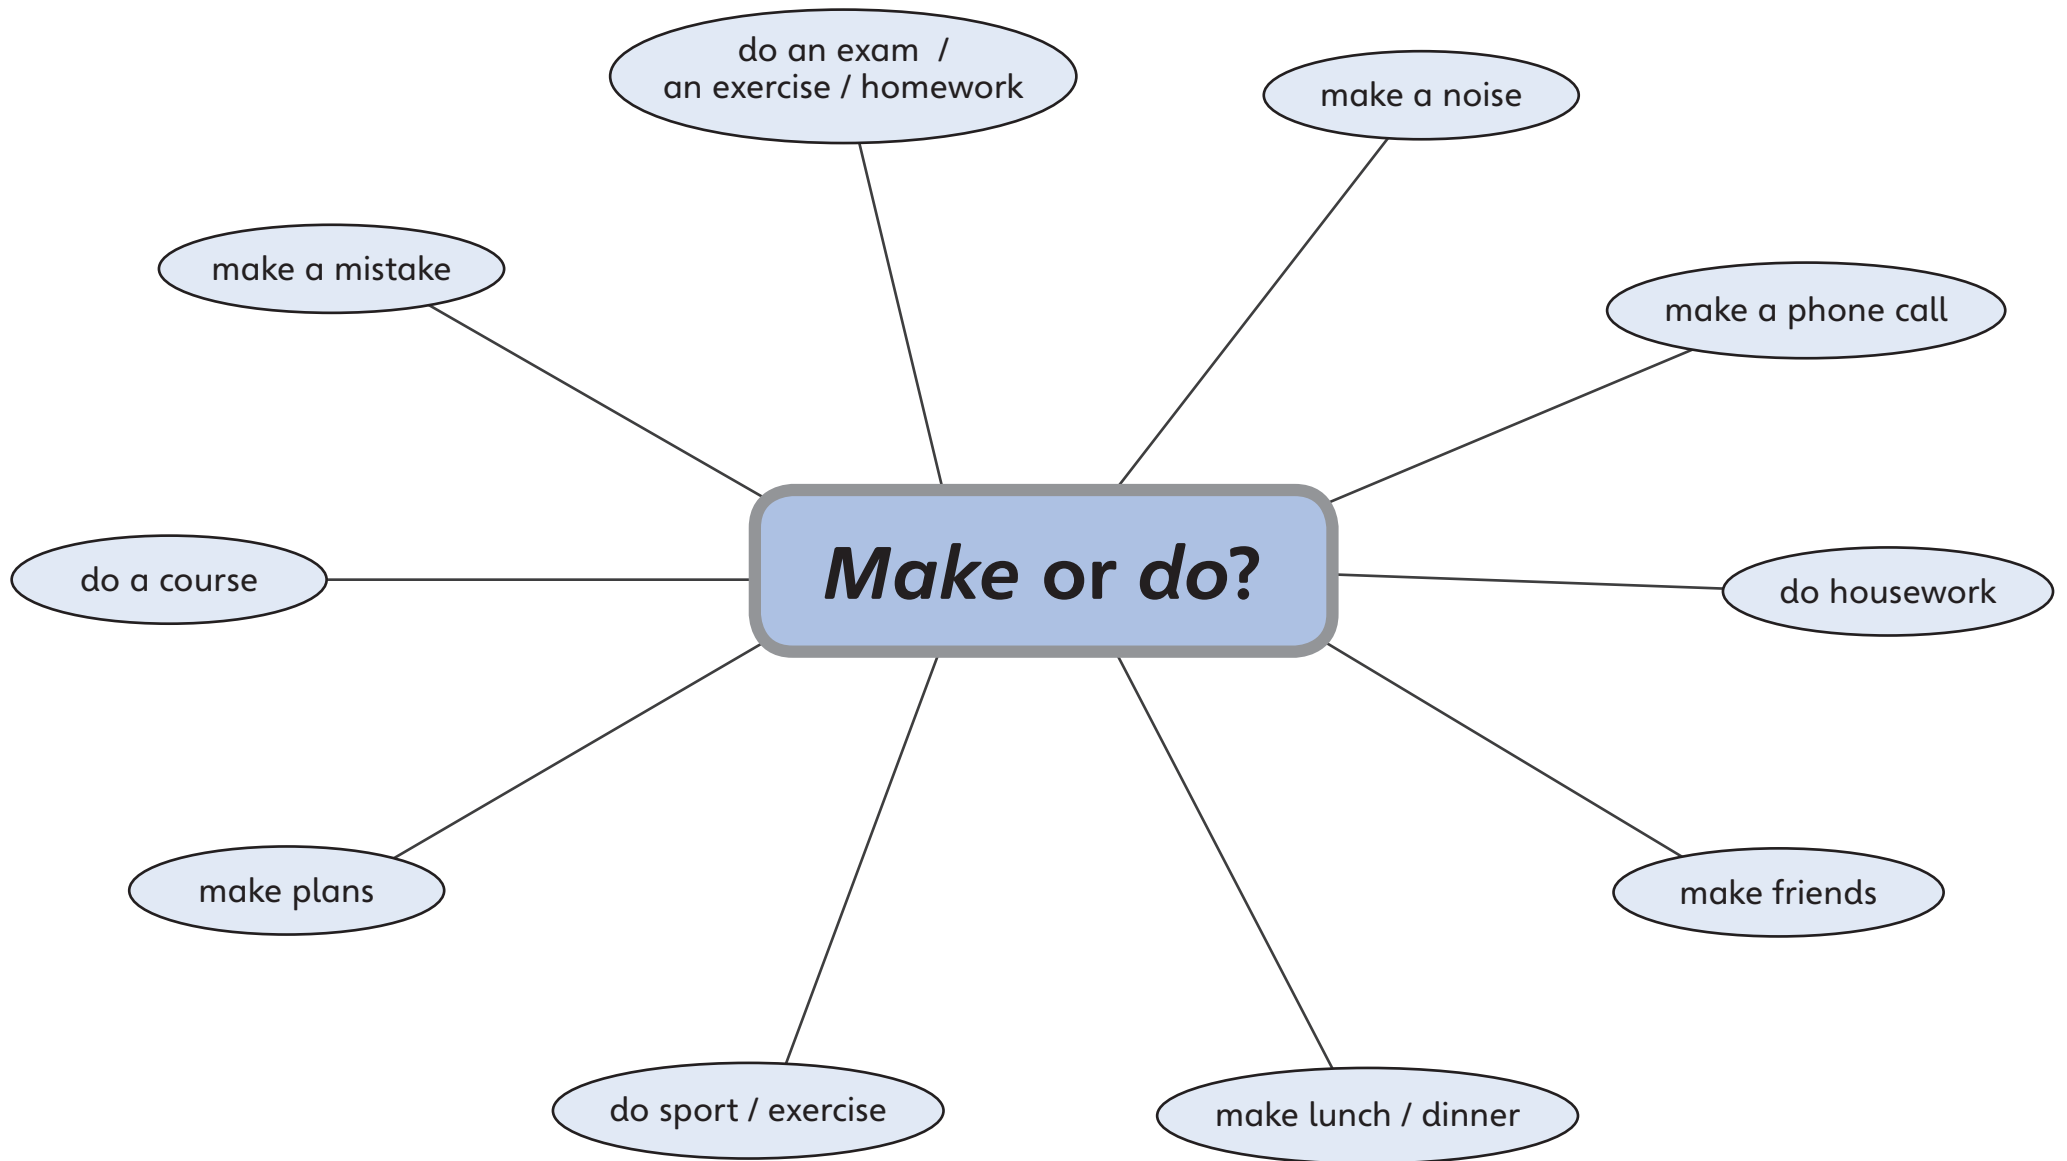 do an exam /
an exercise / homework
make a noise
make a mistake
make a phone call
Make or do?
do a course
do housework
make plans
make friends
do sport / exercise
make lunch / dinner